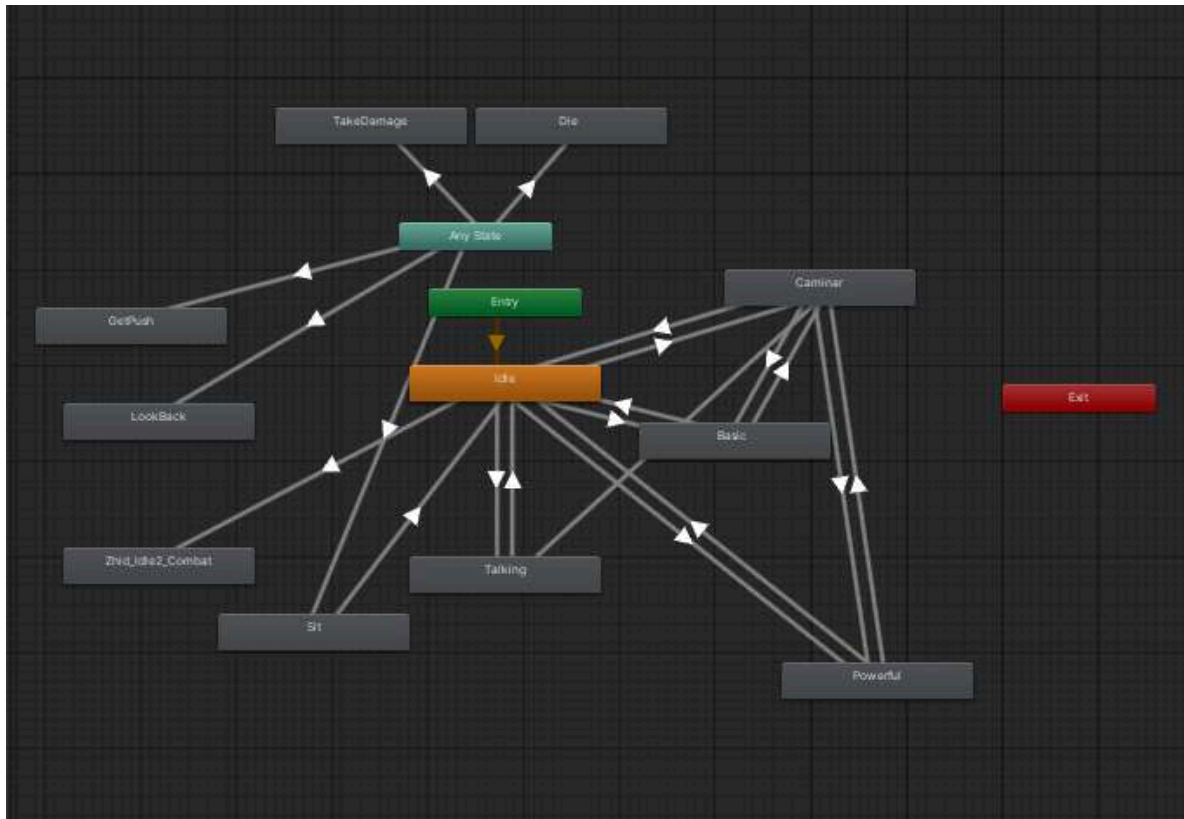 TakeDamage
Die
Any State
Caminar
Entry
GetPush
Idle
Exit
LookBack
Basic
Zhid_Idle2_Combat
Talking
Sit
Powerful